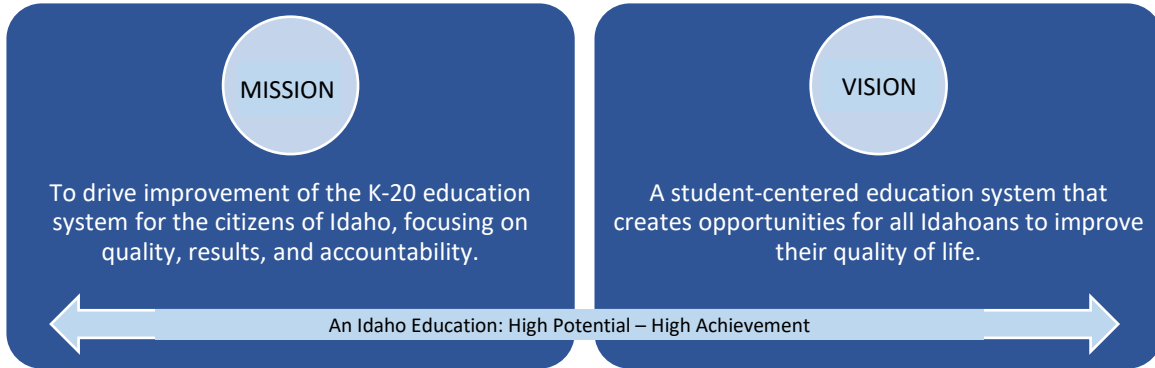 MISSION
To drive improvement of the K-20 education
system for the citizens of Idaho, focusing on
quality, results, and accountability.
VISION
A student-centered education system that
creates opportunities for all Idahoans to improve
their quality of life.
An Idaho Education: High Potential – High Achievement